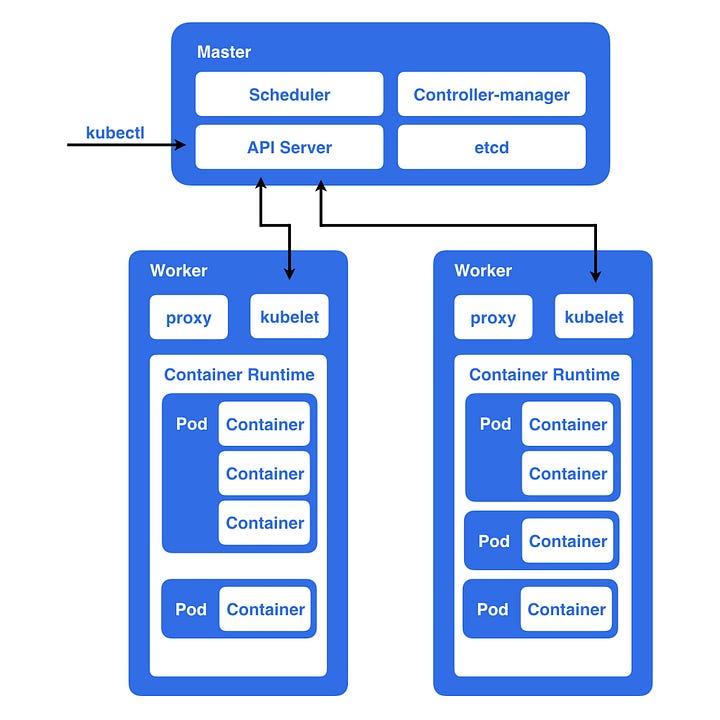 Master
Scheduler
Controller-manager
kubectl
API Server
etcd
Worker
proxy
kubelet
Container Runtime
Pod
Container
Container
Container
Pod
Container
Worker
proxy
kubelet
Container Runtime
Pod
Container
Container
Pod
Container
Pod
Container